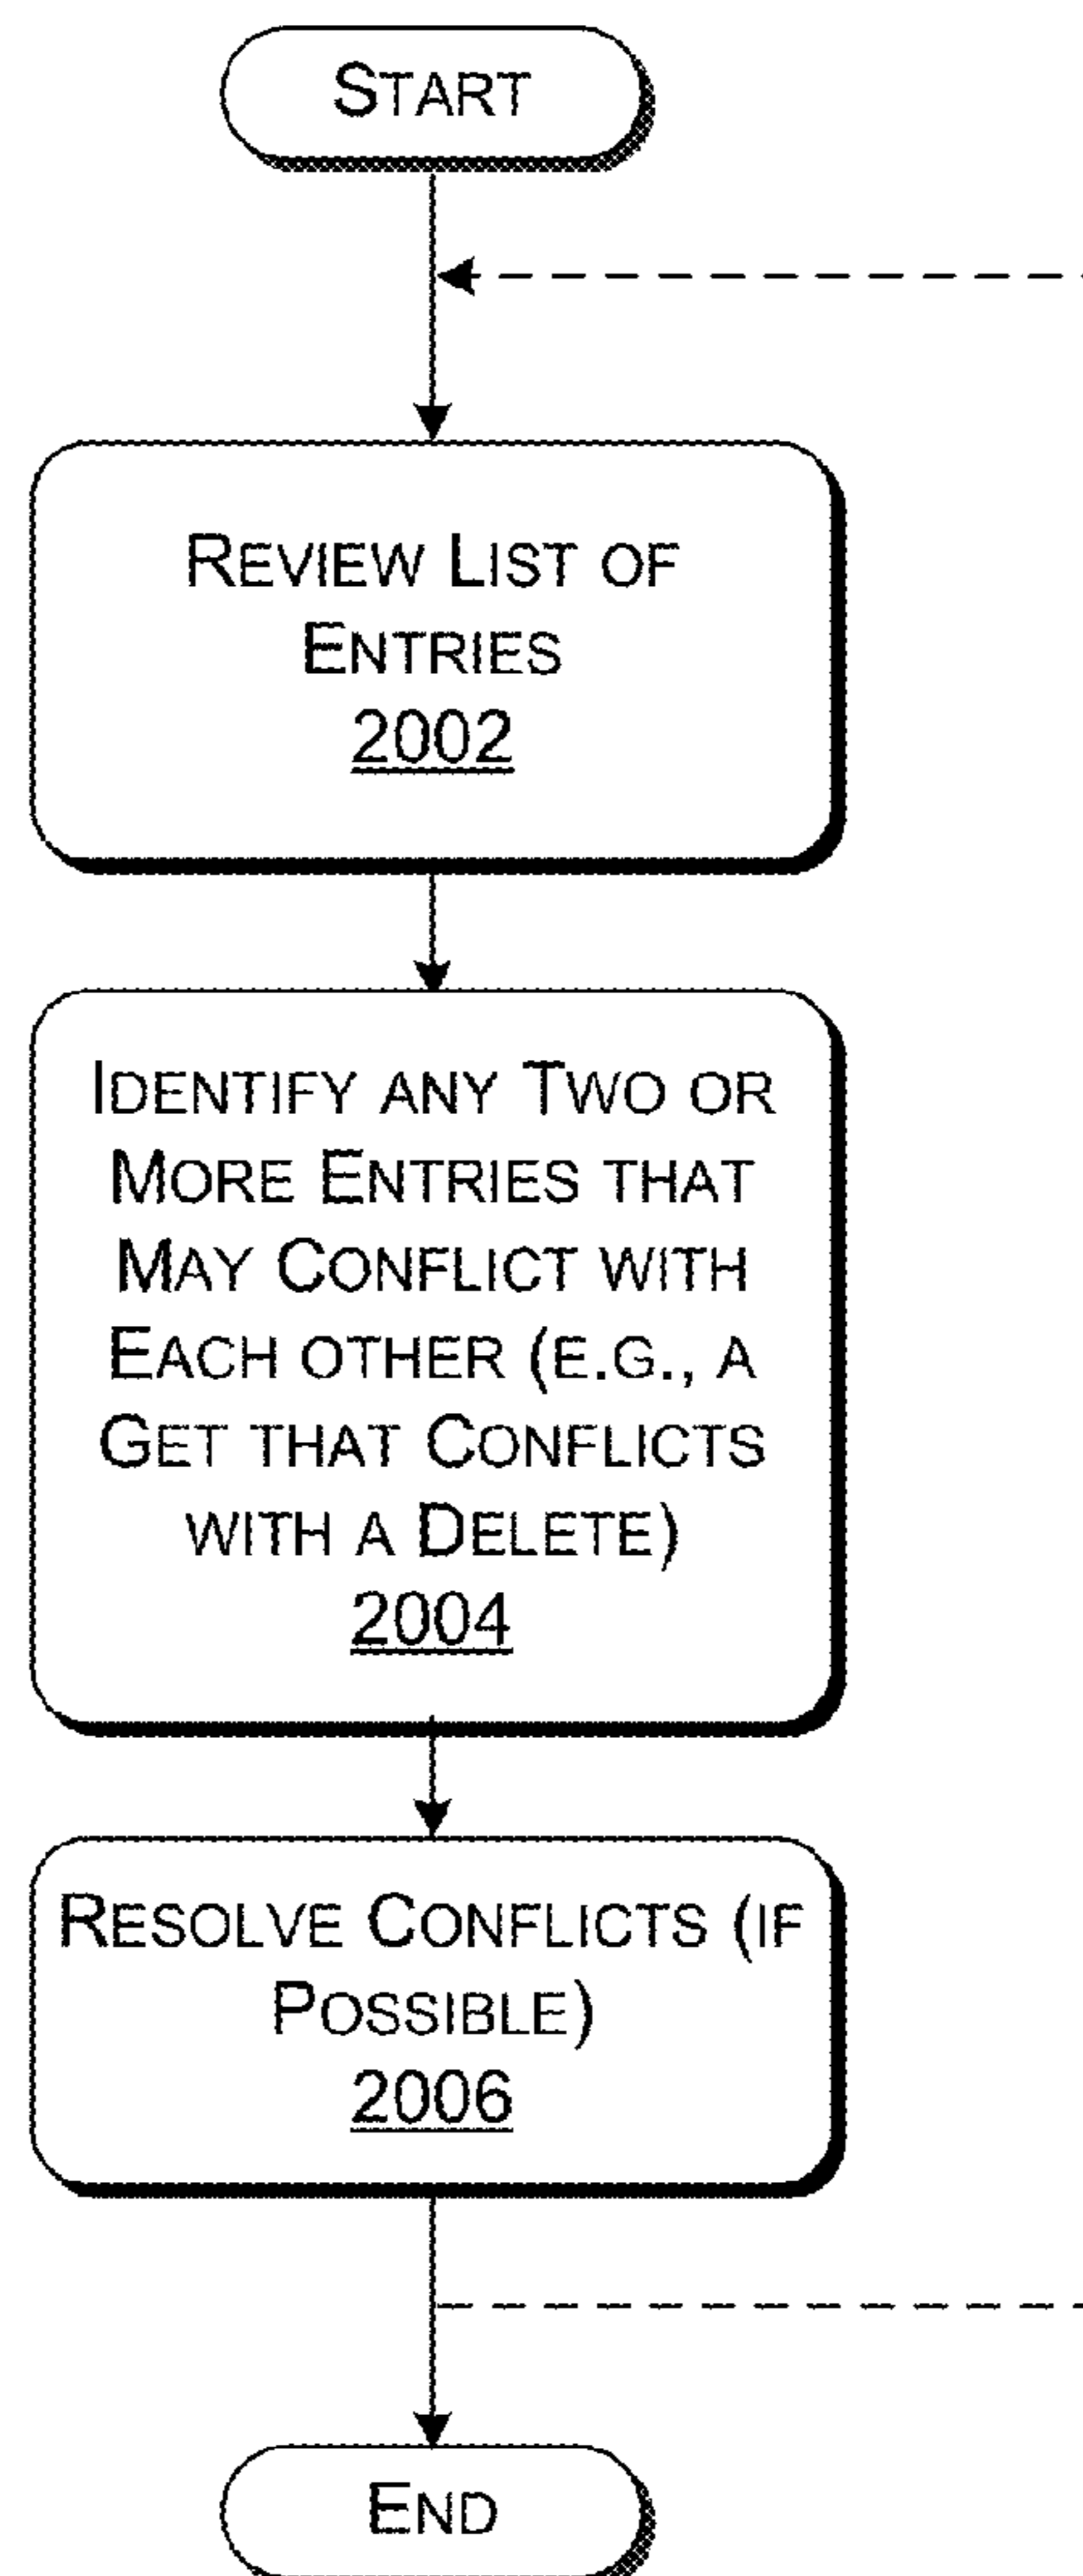 START
REVIEW LIST OF
ENTRIES
2002
IDENTIFY ANY TWO OR
MORE ENTRIES THAT
MAY CONFLICT WITH
EACH OTHER (E.G., A
GET THAT CONFLICTS
WITH A DELETE)
2004
RESOLVE CONFLICTS (IF
POSSIBLE)
2006
END